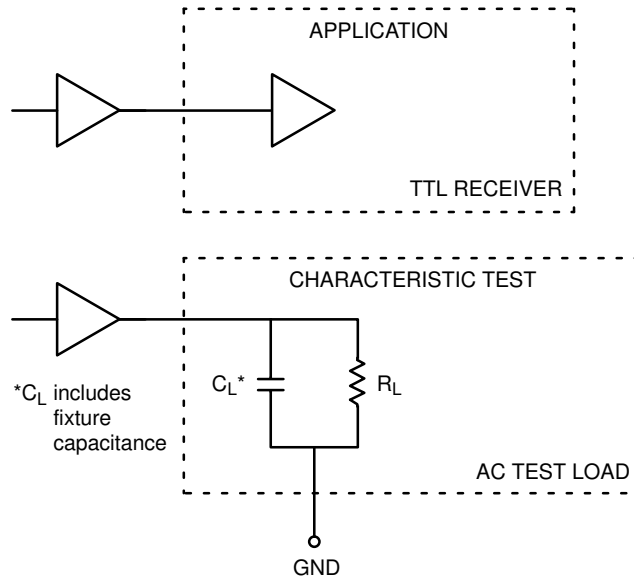 APPLICATION
TTL RECEIVER
CHARACTERISTIC TEST
*CL includes
fixture
capacitance
CL*
RL
AC TEST LOAD
GND